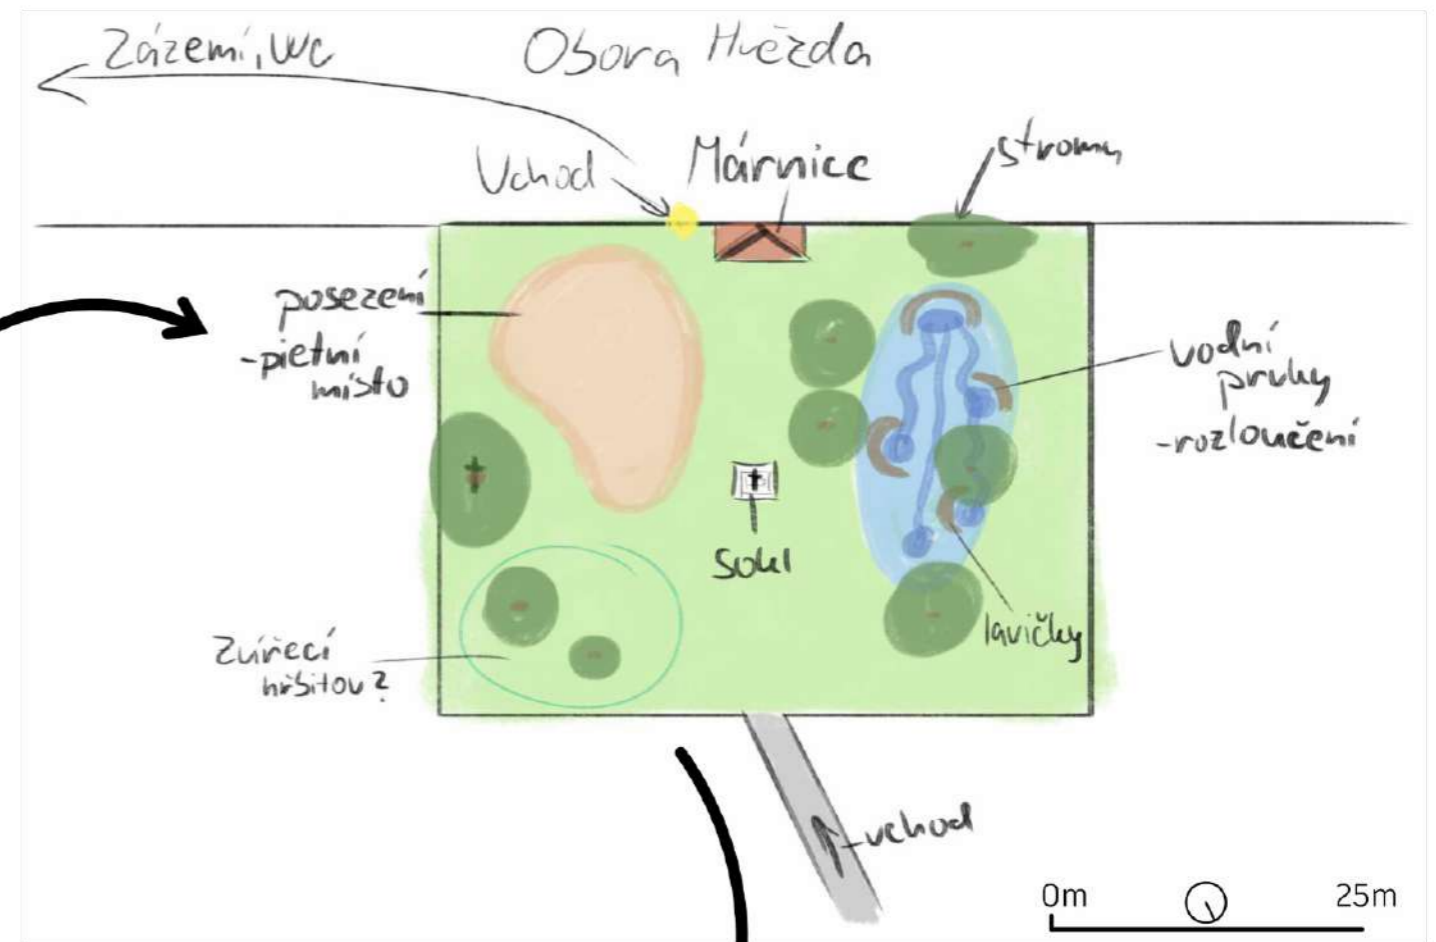 Zázemí, WC
Obora Hvězda
Vchod
Márnice
stromy
posezení
-pietní
místo
vodní
prvky
-rozloučení
sokl
lavičky
Zvířecí
hřbitov?
-vchod
0m
25m